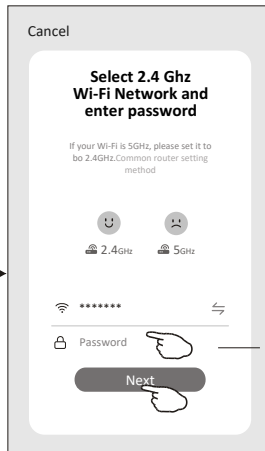 Cancel
Select 2.4 Ghz
Wi-Fi Network and
enter password
If your Wi-Fi is 5GHz, please set it to
bo 2.4GHz.Common router setting
method
2.4GHz 5GHz
*******
Password
Next